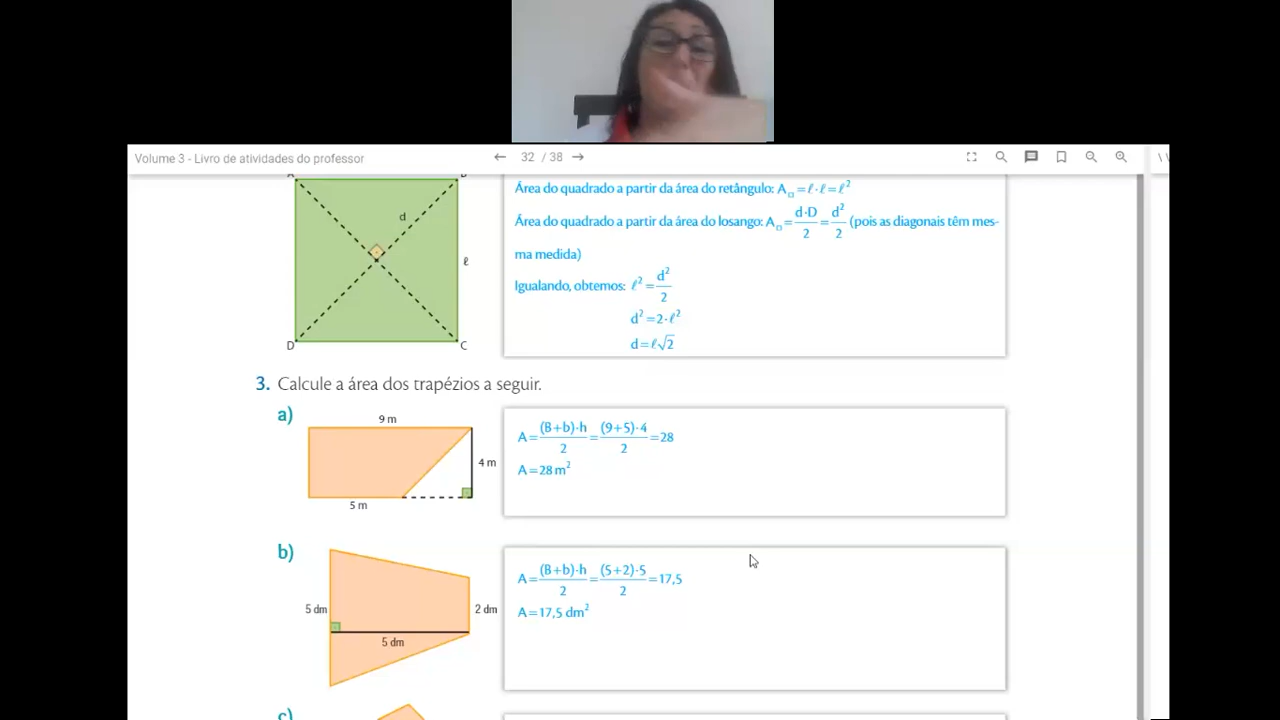 Volume 3 - Livro de atividades do professor
← 32 / 38 →
d
ℓ
D
C
Área do quadrado a partir da área do retângulo: A□ = ℓ · ℓ = ℓ²
Área do quadrado a partir da área do losango: A□ = d·D/2 = d²/2 (pois as diagonais têm mes-
ma medida)
Igualando, obtemos: ℓ² = d²/2
d² = 2·ℓ²
d = ℓ√2
3. Calcule a área dos trapézios a seguir.
a)
9 m
4 m
5 m
A = (B+b)·h/2 = (9+5)·4/2 = 28
A = 28 m²
b)
5 dm
2 dm
5 dm
A = (B+b)·h/2 = (5+2)·5/2 = 17,5
A = 17,5 dm²
c)